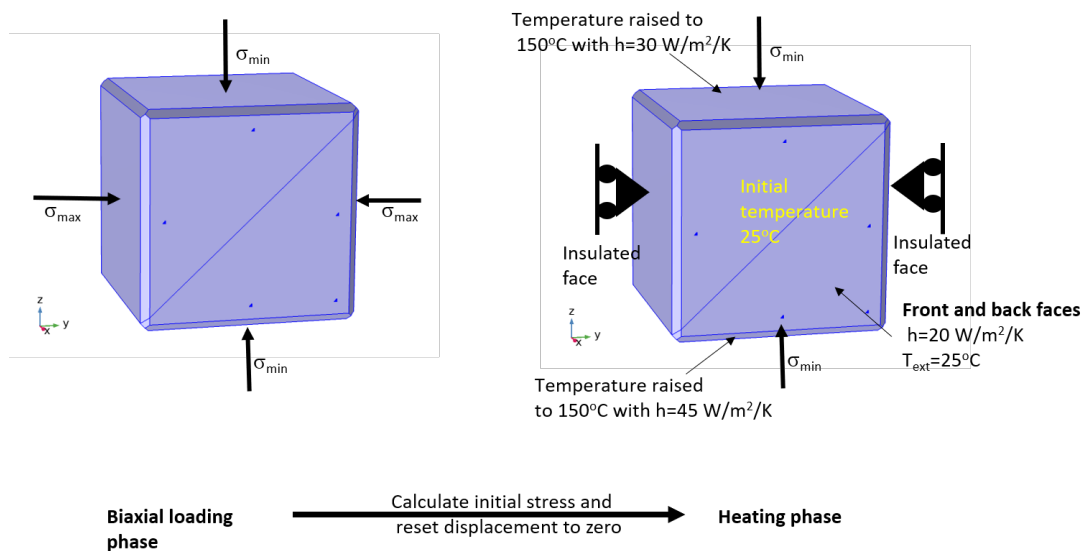 σmin
σmax
σmax
σmin
z
y
x
Temperature raised to
150°C with h=30 W/m²/K
σmin
Initial
temperature
25°C
Insulated
face
Insulated
face
Front and back faces
h=20 W/m²/K
Text=25°C
σmin
z
y
x
Temperature raised
to 150°C with h=45 W/m²/K
Biaxial loading
phase
Calculate initial stress and
reset displacement to zero
Heating phase